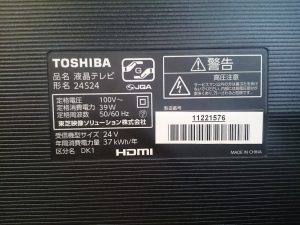 TOSHIBA
品名 液晶テレビ
形名 24S24
定格電圧 100V~
定格消費電力 39W
定格周波数 50/60Hz
東芝映像ソリューション株式会社
受信機型サイズ 24V
年間消費電力量 37kWh/年
区分名 DK1
HDMI
JQA
警告
高圧注意
製造番号
11221576
MADE IN CHINA